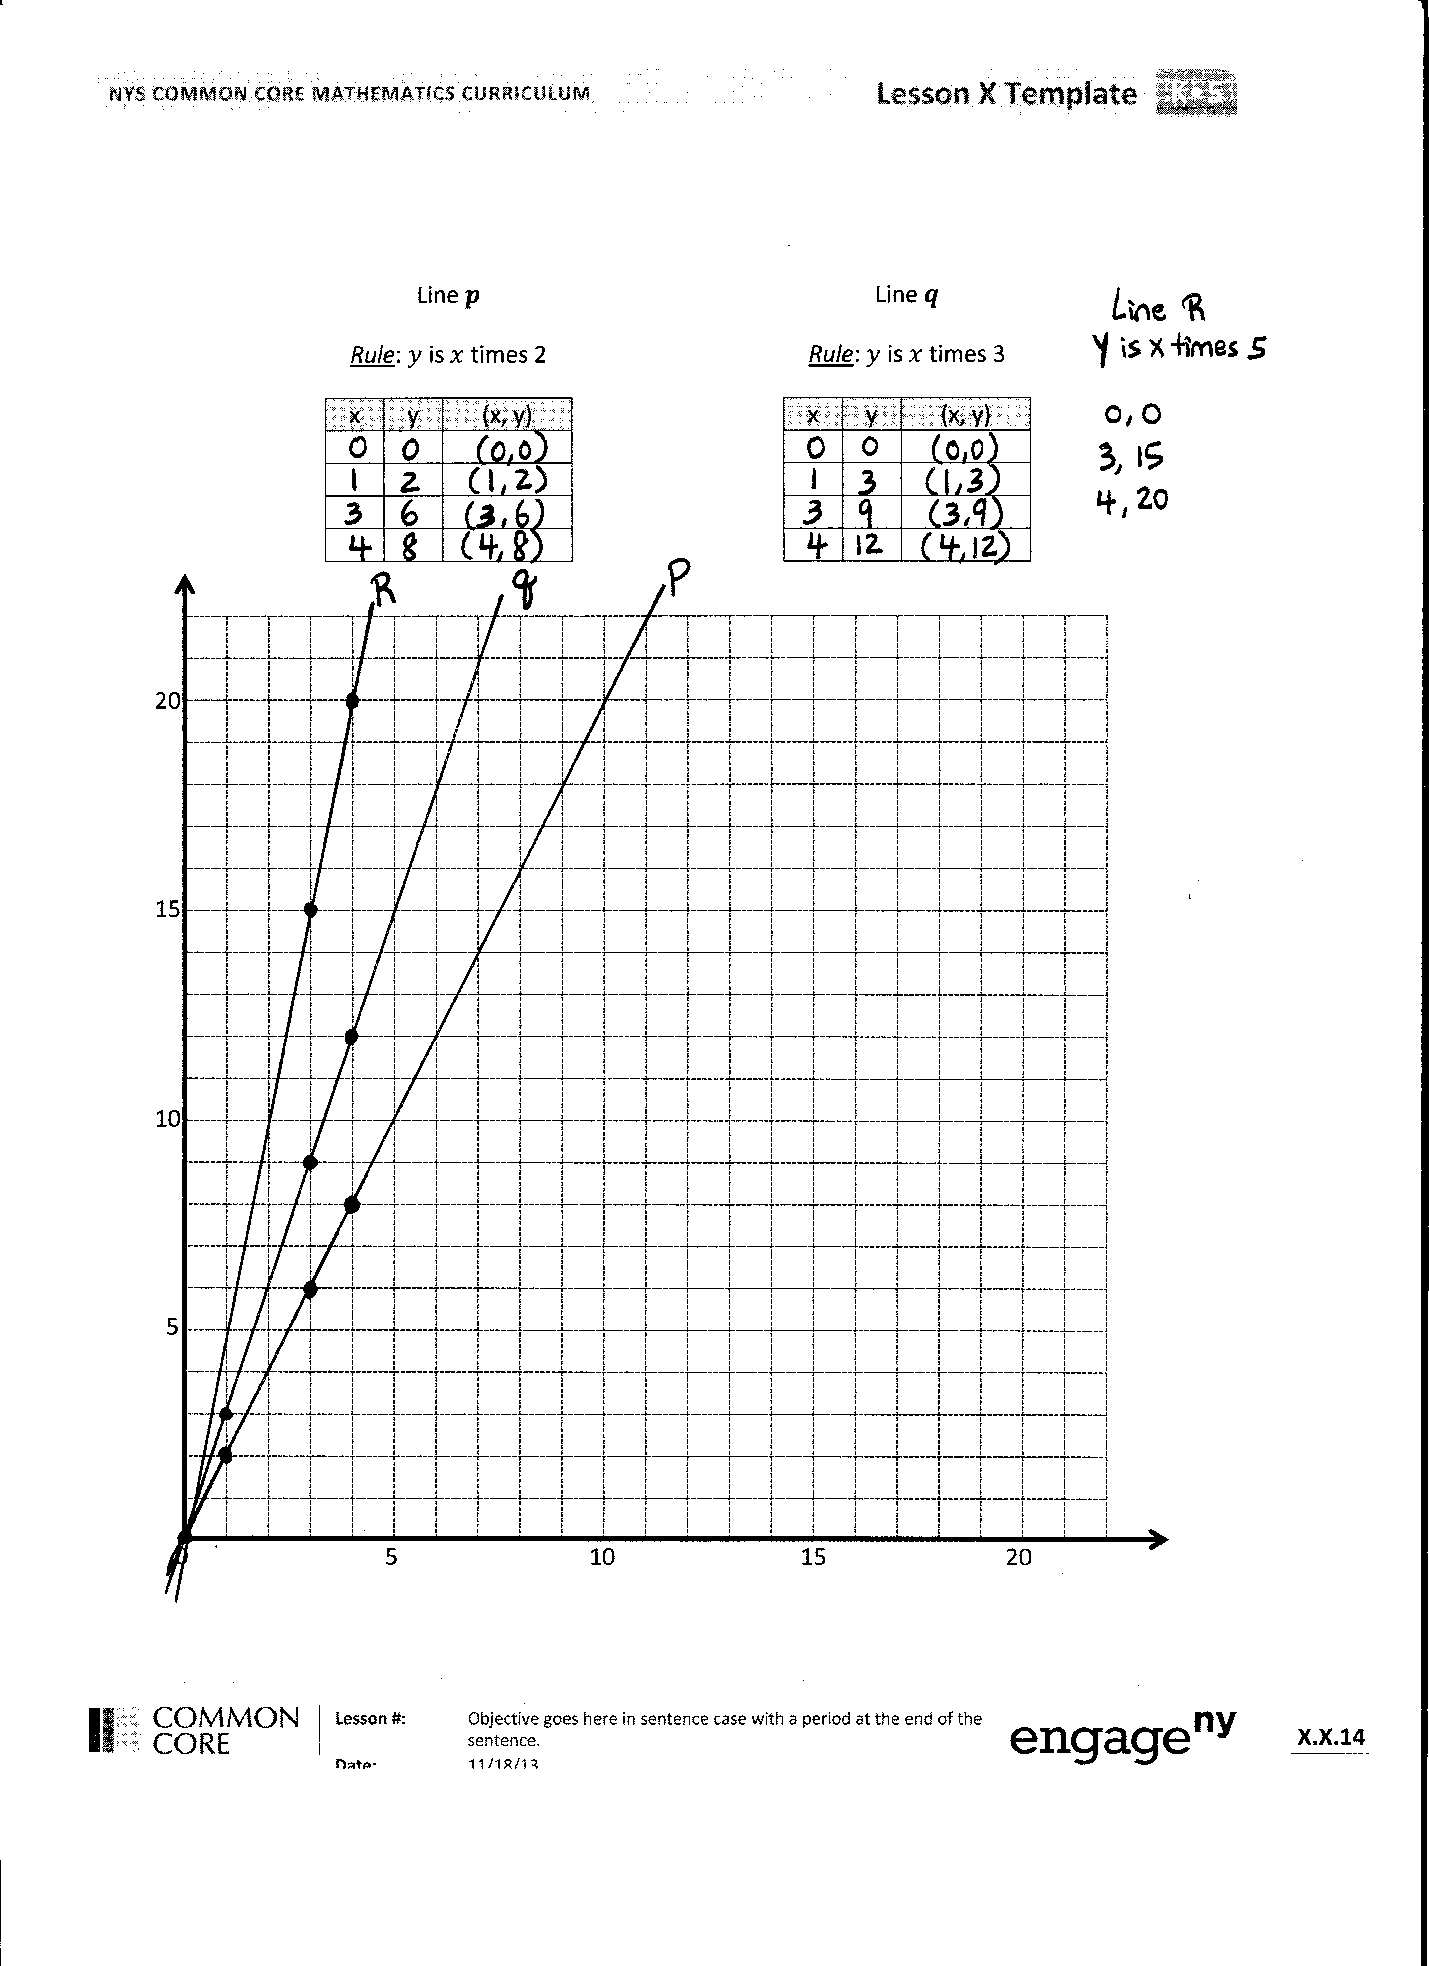 NYS COMMON CORE MATHEMATICS CURRICULUM Lesson X Template
Line p Line q Line R
Rule: y is x times 2 Rule: y is x times 3 Y is x times 5
x y (x, y) x y (x, y)
0 0 (0,0) 0 0 (0,0) 0,0
1 2 (1,2) 1 3 (1,3) 3, 15
3 6 (3,6) 3 9 (3,9) 4, 20
4 8 (4,8) 4 12 (4,12)
R q P
20
15
10
5
0 5 10 15 20
COMMON CORE
Lesson #: Objective goes here in sentence case with a period at the end of the
sentence.
Date: 11/18/13
engageny
X.X.14